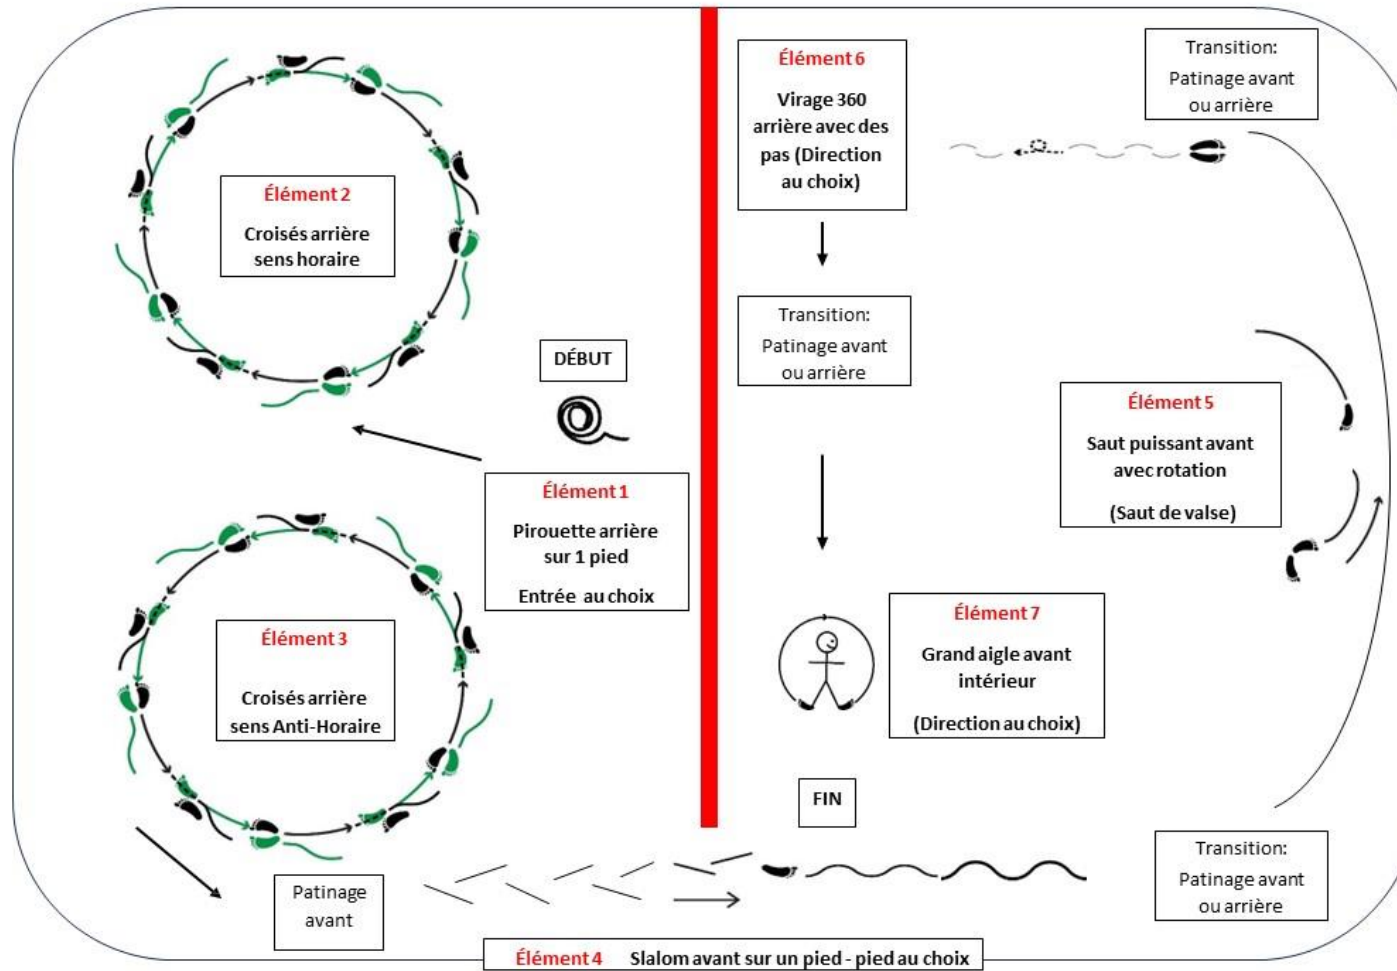 DÉBUT
Élément 1
Pirouette arrière
sur 1 pied
Entrée au choix
Élément 2
Croisés arrière
sens horaire
Élément 3
Croisés arrière
sens Anti-Horaire
Patinage
avant
Élément 4 Slalom avant sur un pied - pied au choix
Transition:
Patinage avant
ou arrière
Élément 5
Saut puissant avant
avec rotation
(Saut de valse)
Transition:
Patinage avant
ou arrière
Élément 6
Virage 360
arrière avec des
pas (Direction
au choix)
Transition:
Patinage avant
ou arrière
Élément 7
Grand aigle avant
intérieur
(Direction au choix)
FIN